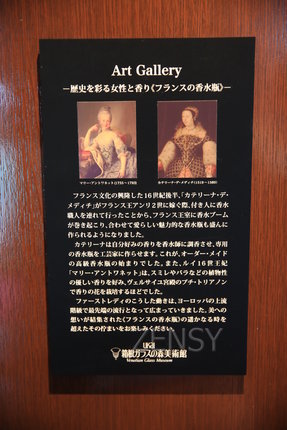 Art Gallery
―歴史を彩る女性と香り《フランスの香水瓶》―
マリー・アントワネット(1755～1793)
カテリーナ・デ・メディチ(1519～1589)
フランス文化の興隆した16世紀後半、「カテリーナ・デ・
メディチ」がフランス王アンリ2世に嫁ぐ際、付き人に香水
職人を連れて行ったことから、フランス王室に香水ブーム
が巻き起こり、合わせて愛らしい魅力的な香水瓶も盛んに
作られるようになりました。
カテリーナは自分好みの香りを香水師に調香させ、専用
の香水瓶を工芸家に作らせます。これが、オーダー・メイド
の高級香水瓶の始まりでした。また、ルイ16世王妃
「マリー・アントワネット」は、スミレやバラなどの植物性
の優しい香りを好み、ヴェルサイユ宮殿のプチ・トリアノン
で香りの花を栽培するほどでした。
ファーストレディのこうした動きは、ヨーロッパの上流
階級で最先端の流行となって広まっていきました。美への
想いが結集された《フランスの香水瓶》の遥かなる時を
超えたその佇まいをお楽しみください。
ZENSY
UKAI
箱根ガラスの森美術館
Venetian Glass Museum